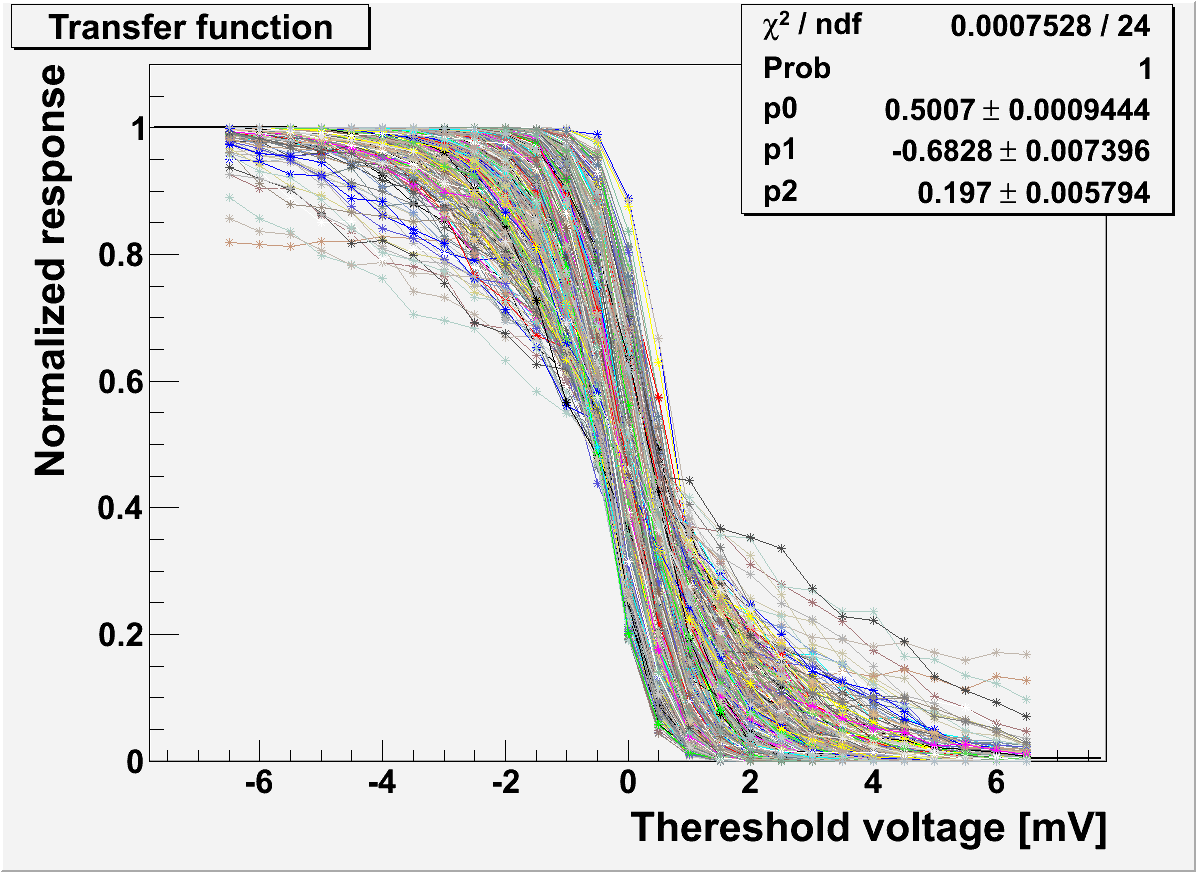 Transfer function
χ² / ndf 0.0007528 / 24
Prob 1
p0 0.5007 ± 0.0009444
p1 -0.6828 ± 0.007396
p2 0.197 ± 0.005794
Normalized response
1
0.8
0.6
0.4
0.2
0
-6 -4 -2 0 2 4 6
Thereshold voltage [mV]